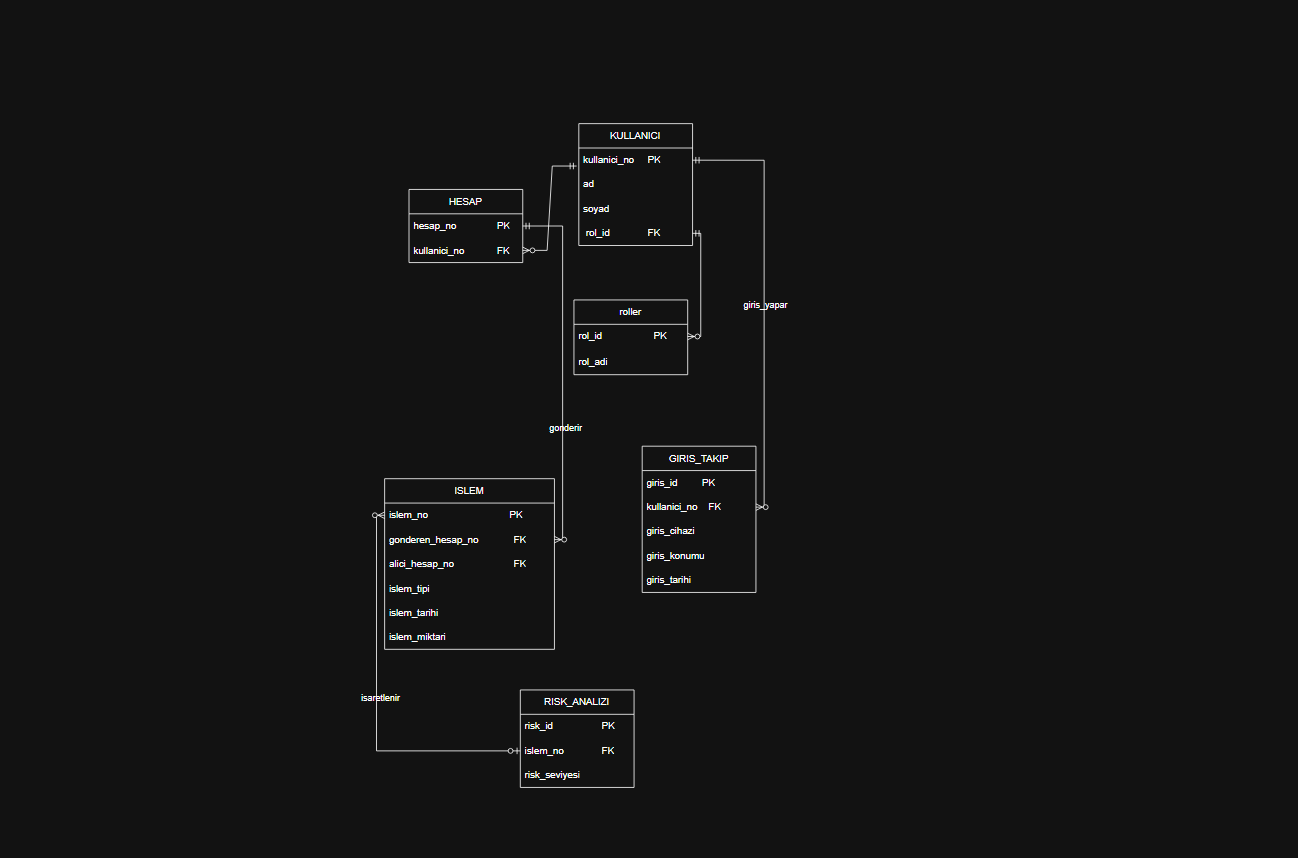 KULLANICI
kullanici_no PK
ad
soyad
rol_id FK
HESAP
hesap_no PK
kullanici_no FK
roller
rol_id PK
rol_adi
giris_yapar
gonderir
GIRIS_TAKIP
giris_id PK
kullanici_no FK
giris_cihazi
giris_konumu
giris_tarihi
ISLEM
islem_no PK
gonderen_hesap_no FK
alici_hesap_no FK
islem_tipi
islem_tarihi
islem_miktari
isaretlenir
RISK_ANALIZI
risk_id PK
islem_no FK
risk_seviyesi